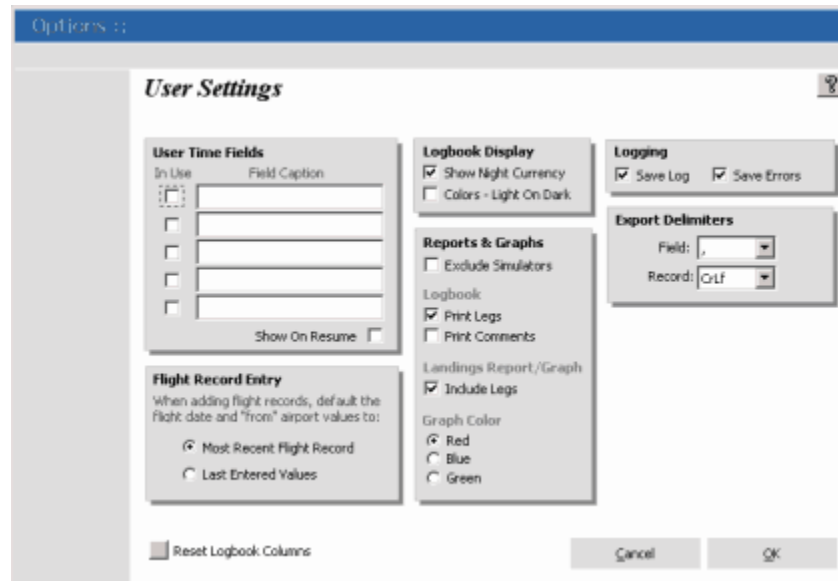 Options ::
User Settings
?
User Time Fields
In Use Field Caption
Show On Resume
Flight Record Entry
When adding flight records, default the
flight date and "from" airport values to:
Most Recent Flight Record
Last Entered Values
Reset Logbook Columns
Logbook Display
Show Night Currency
Colors - Light On Dark
Reports & Graphs
Exclude Simulators
Logbook
Print Legs
Print Comments
Landings Report/Graph
Include Legs
Graph Color
Red
Blue
Green
Logging
Save Log Save Errors
Export Delimiters
Field: ,
Record: CrLf
Cancel OK